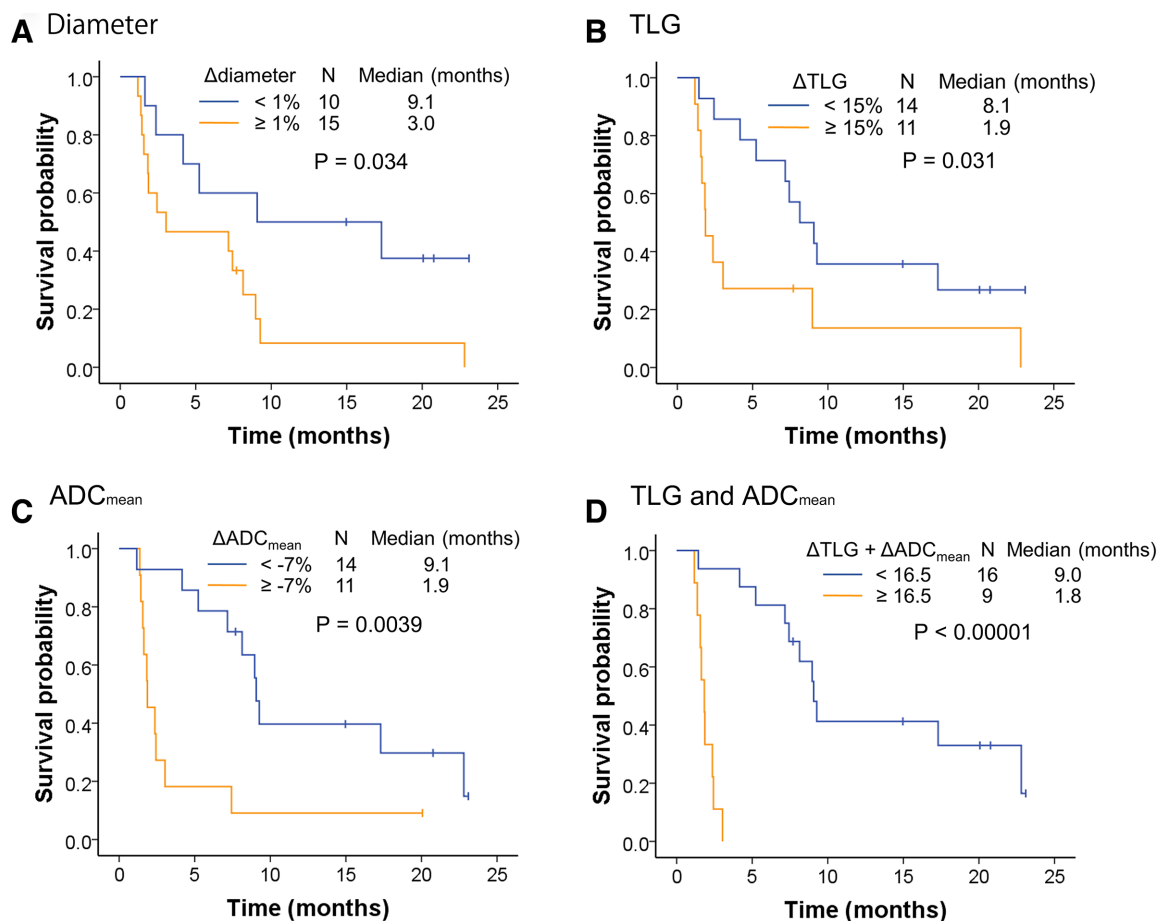 A Diameter
Δdiameter N Median (months)
< 1% 10 9.1
≥ 1% 15 3.0
P = 0.034
Survival probability
1.0
0.8
0.6
0.4
0.2
0.0
0 5 10 15 20 25
Time (months)
B TLG
ΔTLG N Median (months)
< 15% 14 8.1
≥ 15% 11 1.9
P = 0.031
Survival probability
1.0
0.8
0.6
0.4
0.2
0.0
0 5 10 15 20 25
Time (months)
C ADCmean
ΔADCmean N Median (months)
< -7% 14 9.1
≥ -7% 11 1.9
P = 0.0039
Survival probability
1.0
0.8
0.6
0.4
0.2
0.0
0 5 10 15 20 25
Time (months)
D TLG and ADCmean
ΔTLG + ΔADCmean N Median (months)
< 16.5 16 9.0
≥ 16.5 9 1.8
P < 0.00001
Survival probability
1.0
0.8
0.6
0.4
0.2
0.0
0 5 10 15 20 25
Time (months)